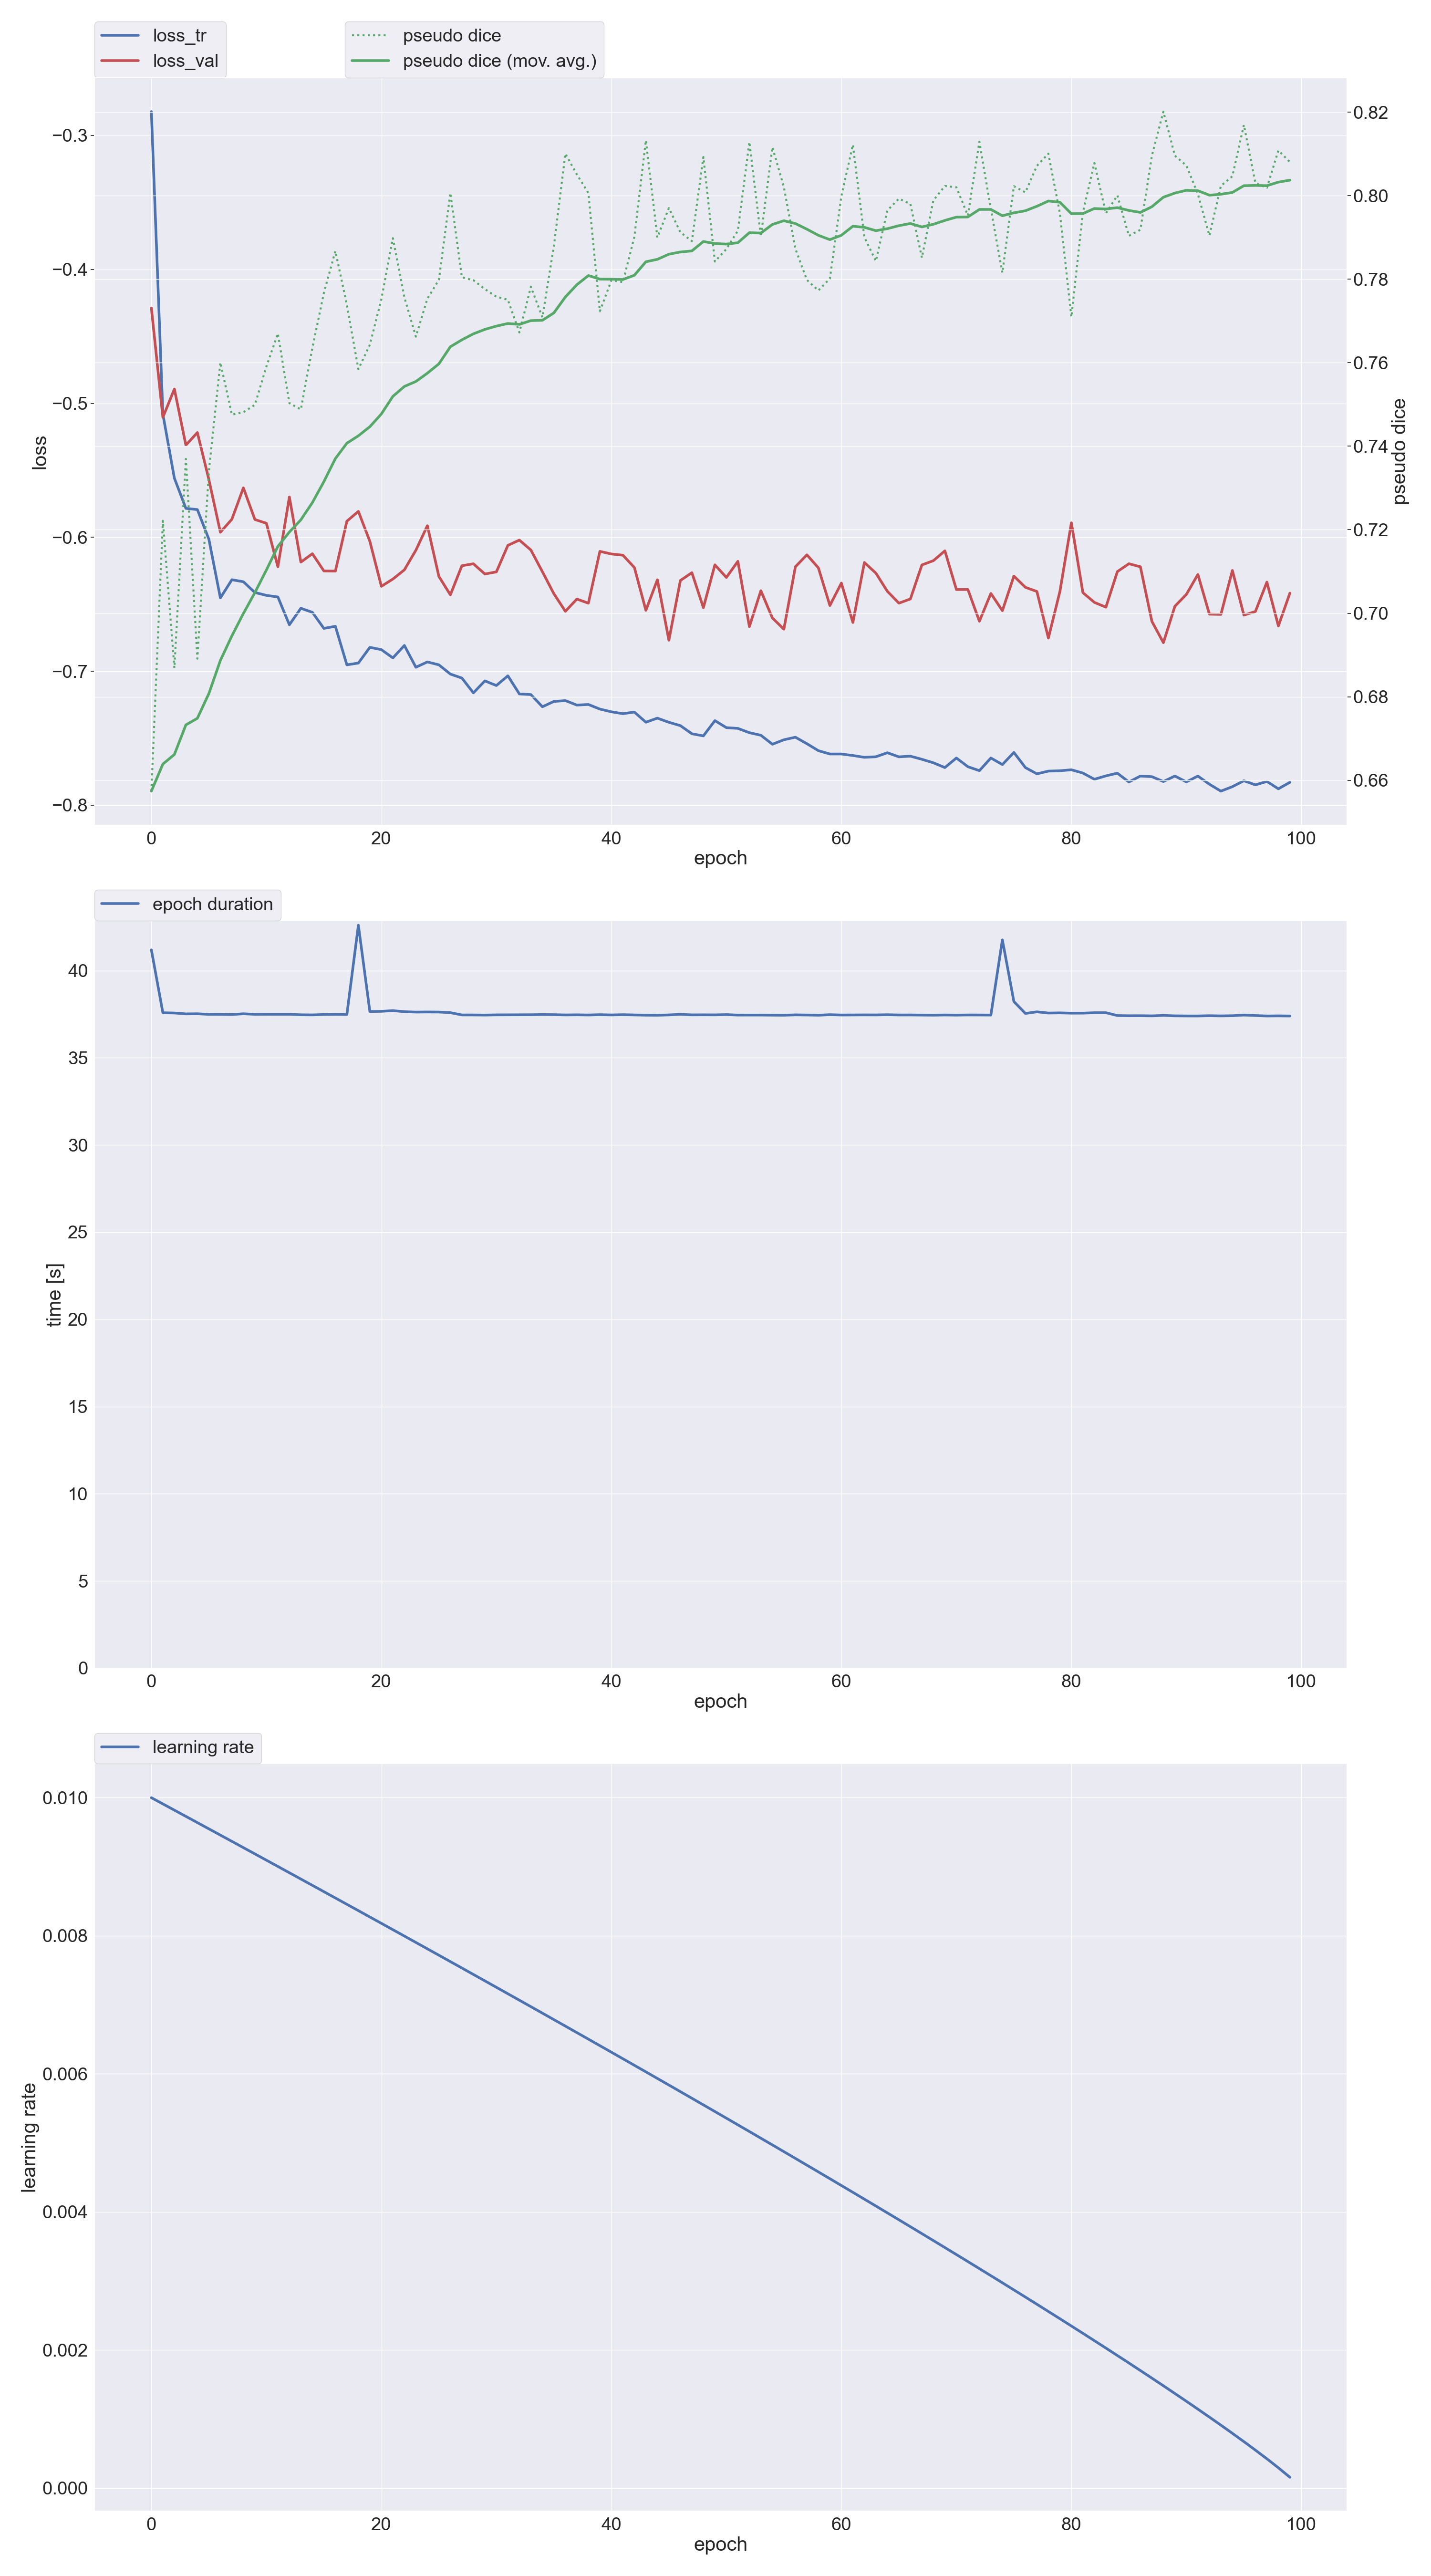 loss_tr
loss_val
pseudo dice
pseudo dice (mov. avg.)
−0.3
−0.4
−0.5
−0.6
−0.7
−0.8
loss
0.82
0.80
0.78
0.76
0.74
0.72
0.70
0.68
0.66
pseudo dice
0 20 40 60 80 100
epoch
epoch duration
40
35
30
25
20
15
10
5
0
time [s]
0 20 40 60 80 100
epoch
learning rate
0.010
0.008
0.006
0.004
0.002
0.000
learning rate
0 20 40 60 80 100
epoch